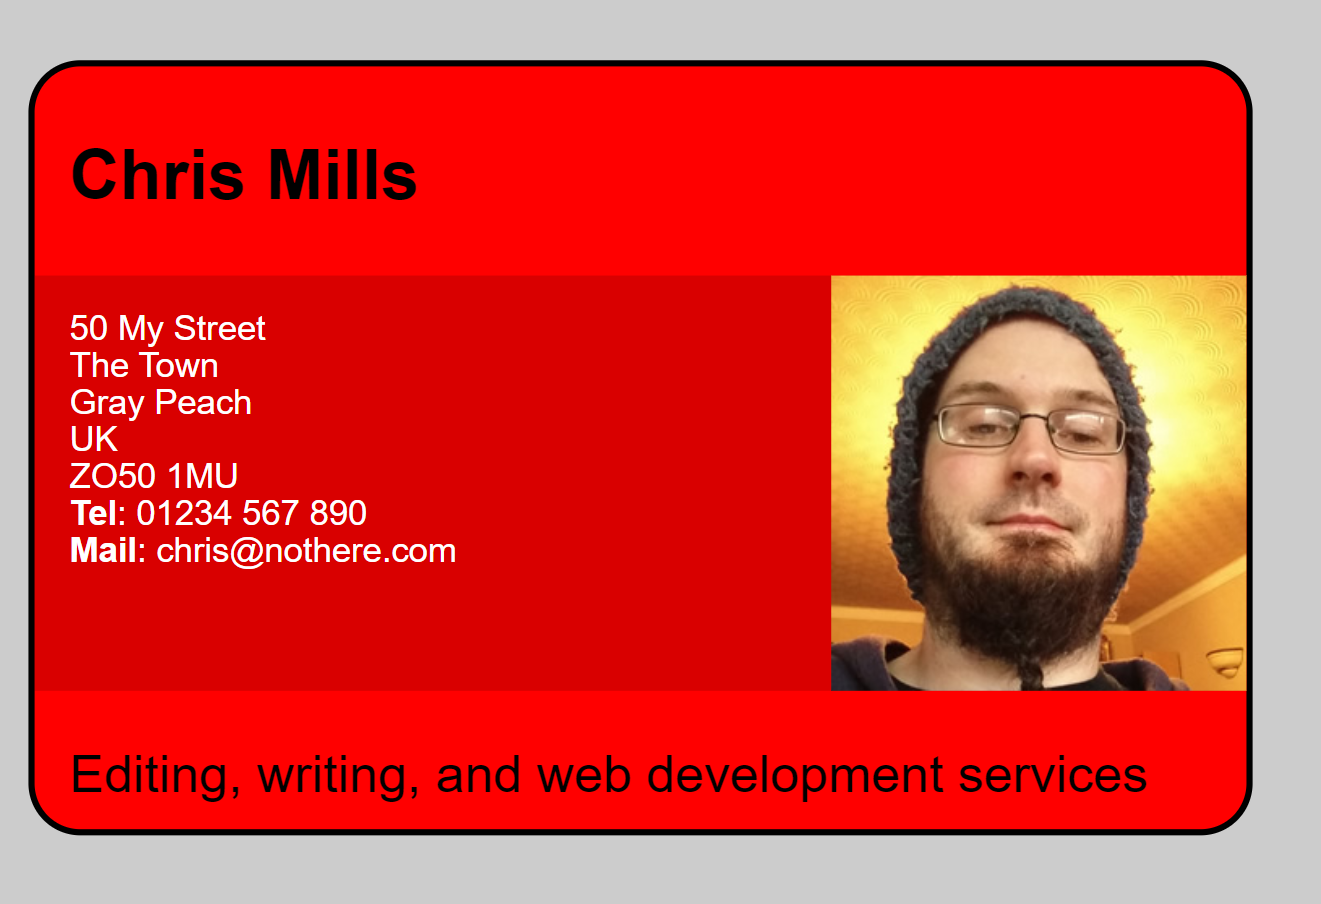 Chris Mills
50 My Street
The Town
Gray Peach
UK
ZO50 1MU
Tel: 01234 567 890
Mail: chris@nothere.com
Editing, writing, and web development services